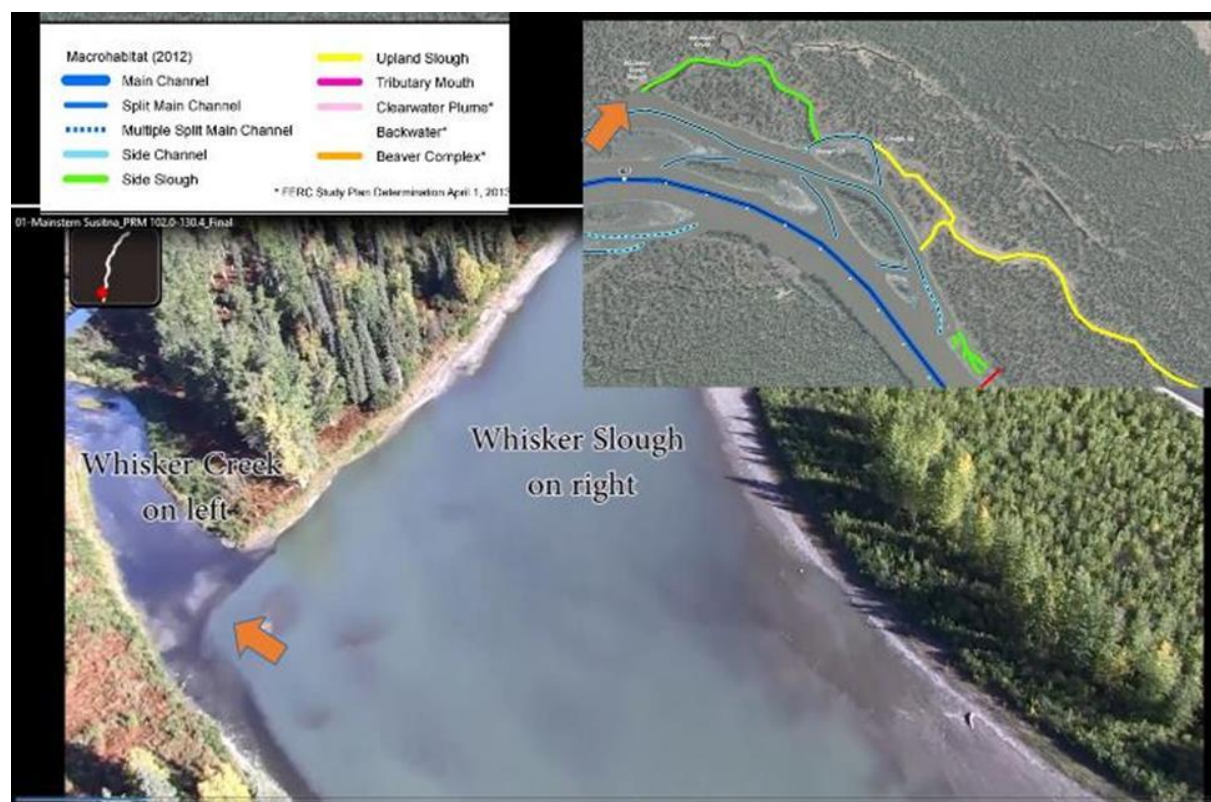 Macrohabitat (2012)
Main Channel
Split Main Channel
Multiple Split Main Channel
Side Channel
Side Slough
Upland Slough
Tributary Mouth
Clearwater Plume*
Backwater*
Beaver Complex*
* FERC Study Plan Determination April 1, 2013
01-Mainstem Susitna_PRM 102.0-130.4_Final
Whisker Creek
on left
Whisker Slough
on right